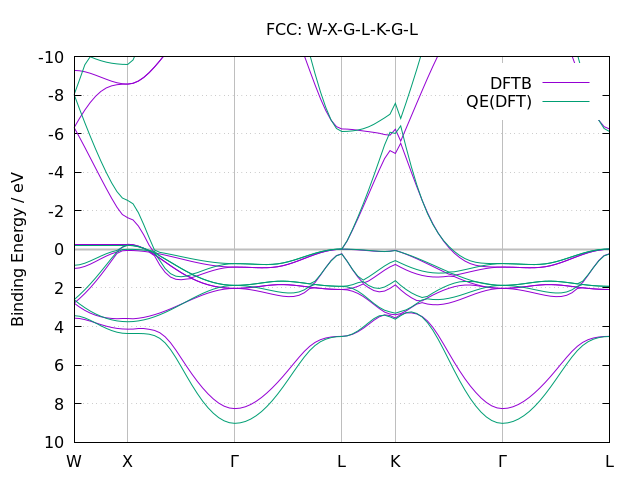 FCC: W-X-G-L-K-G-L
DFTB
QE(DFT)
Binding Energy / eV
-10
-8
-6
-4
-2
0
2
4
6
8
10
W X Γ L K Γ L